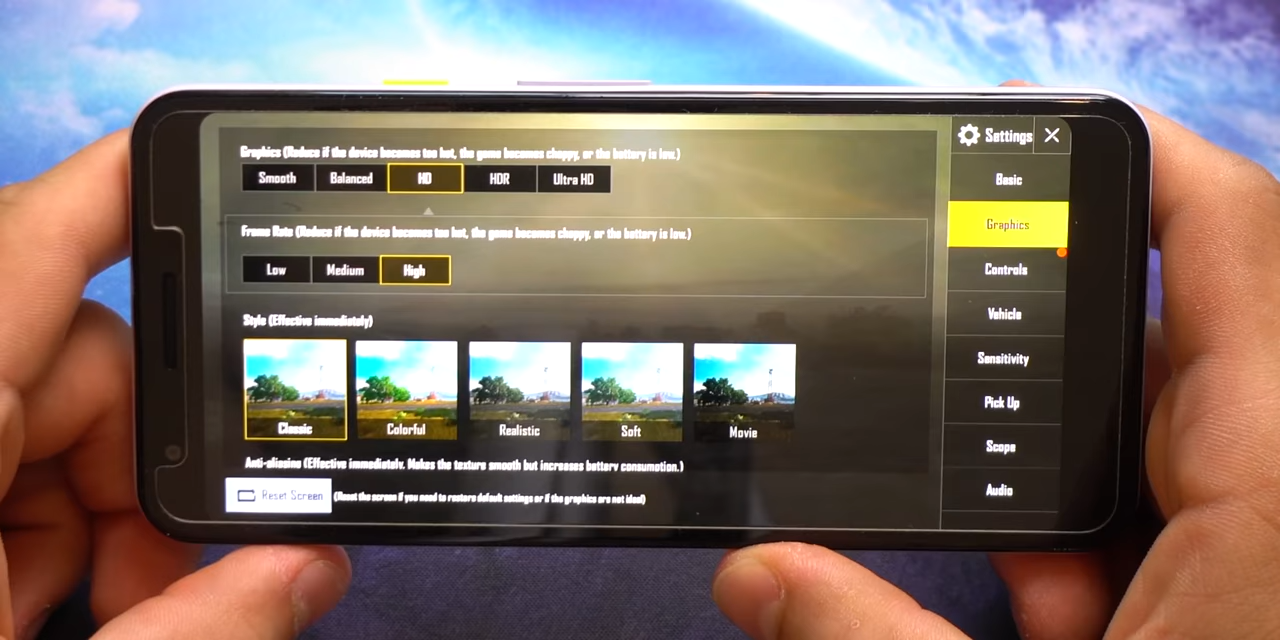 Graphics (Reduce if the device becomes too hot, the game becomes choppy, or the battery is low.)
Smooth Balanced HD HDR Ultra HD
Frame Rate (Reduce if the device becomes too hot, the game becomes choppy, or the battery is low.)
Low Medium High
Style (Effective immediately)
Classic Colorful Realistic Soft Movie
Anti-aliasing (Effective immediately. Makes the texture smooth but increases battery consumption.)
Reset Screen (Reset the screen if you need to restore default settings or if the graphics are not ideal)
Settings X
Basic
Graphics
Controls
Vehicle
Sensitivity
Pick Up
Scope
Audio